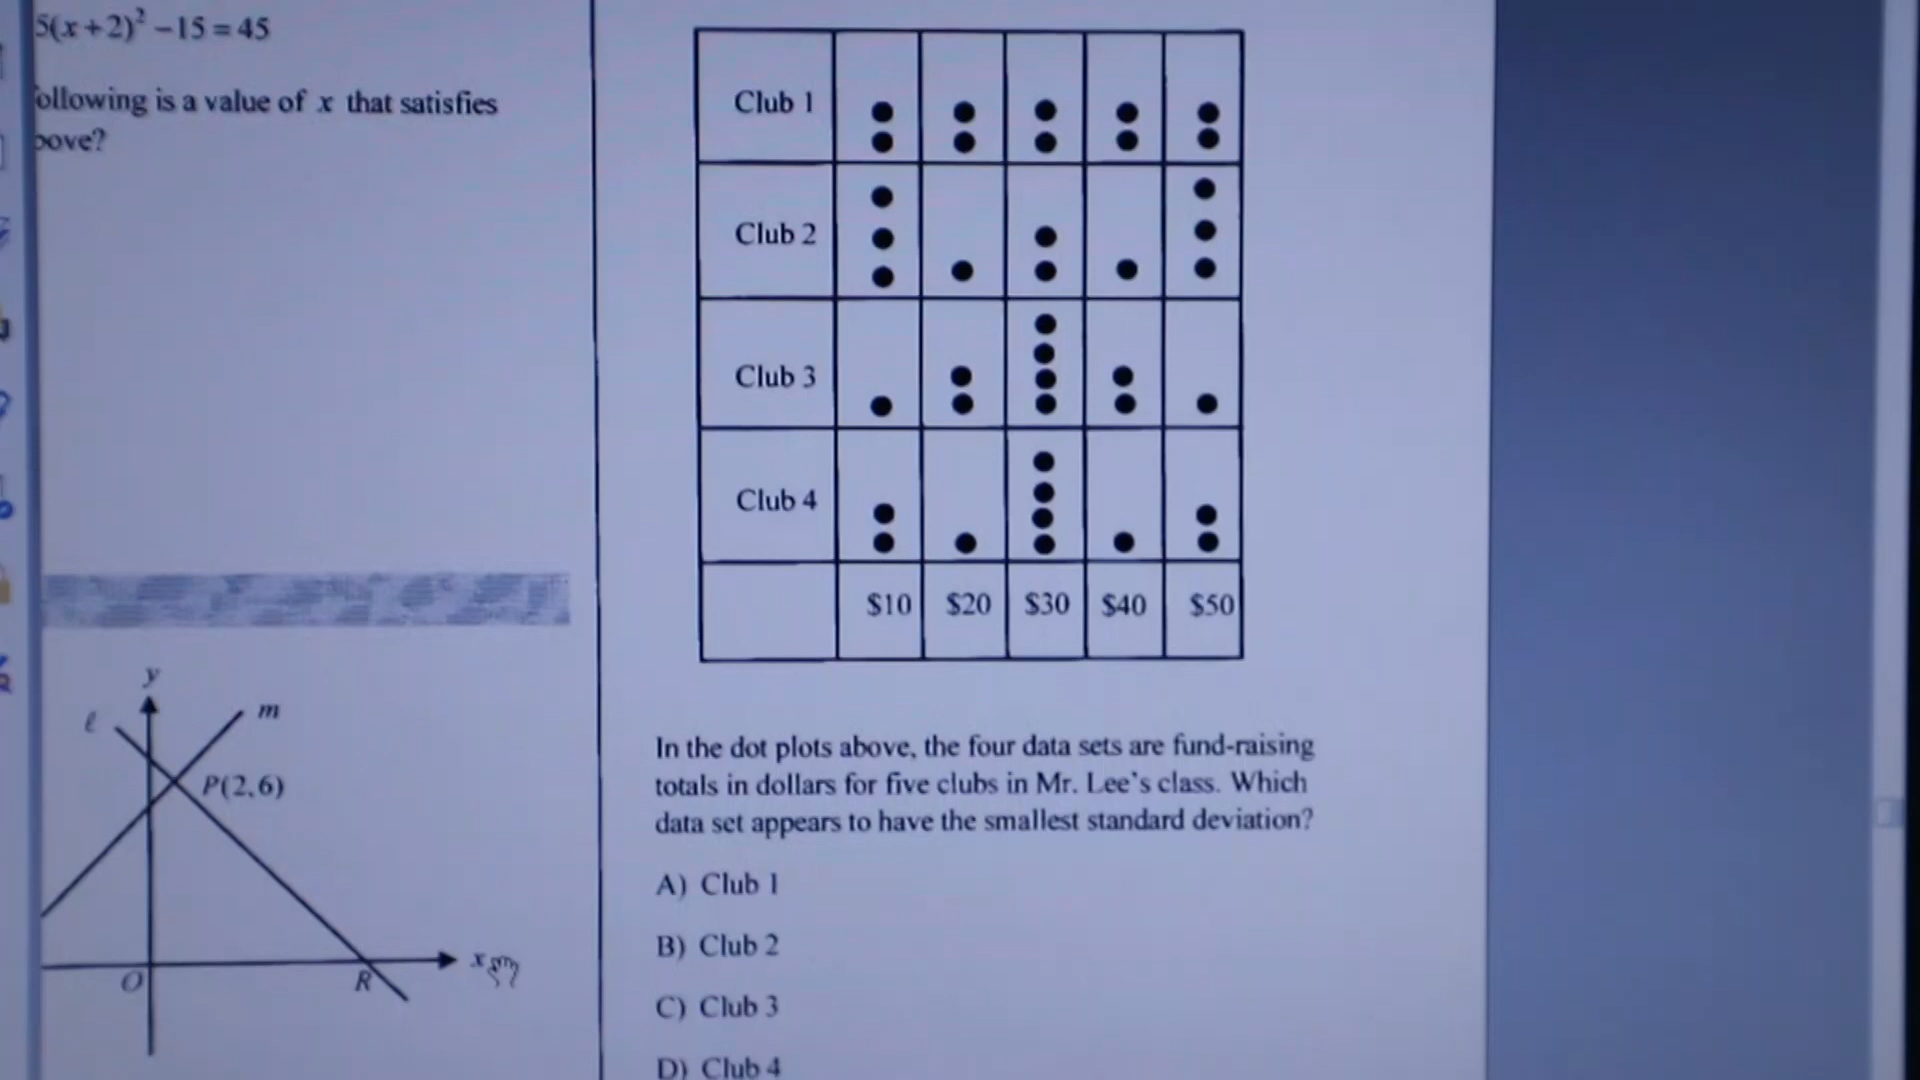 5(x+2)² −15=45
ollowing is a value of x that satisfies
ove?
y
ℓ
m
P(2,6)
x
O
R
Club 1
Club 2
Club 3
Club 4
$10 $20 $30 $40 $50
In the dot plots above, the four data sets are fund-raising
totals in dollars for five clubs in Mr. Lee's class. Which
data set appears to have the smallest standard deviation?
A) Club 1
B) Club 2
C) Club 3
D) Club 4